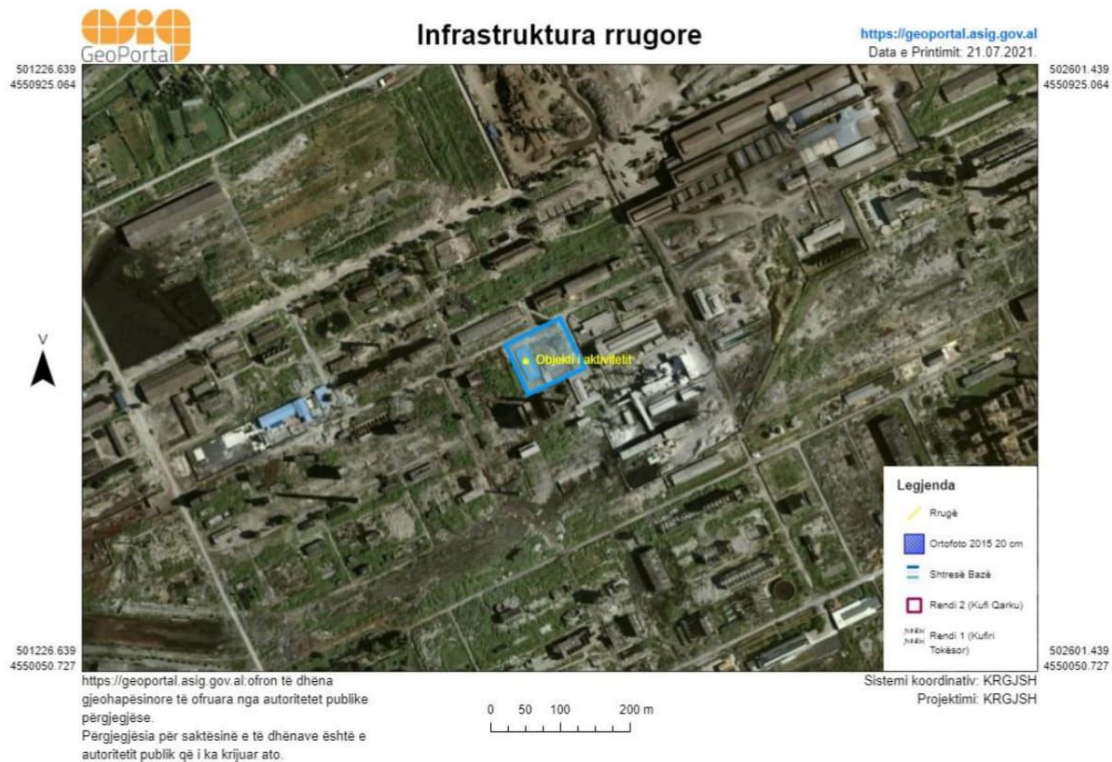 asig
GeoPortal
Infrastruktura rrugore
https://geoportal.asig.gov.al
Data e Printimit: 21.07.2021.
501226.639
4550925.064
502601.439
4550925.064
V
Objekti i aktivitetit
Legjenda
Rrugë
Ortofoto 2015 20 cm
Shtresë Bazë
Rendi 2 (Kufi Qarku)
Rendi 1 (Kufiri
Tokësor)
501226.639
4550050.727
502601.439
4550050.727
https://geoportal.asig.gov.al:ofron të dhëna
gjeohapësinore të ofruara nga autoritetet publike
përgjegjëse.
Përgjegjësia për saktësinë e të dhënave është e
autoritetit publik që i ka krijuar ato.
0 50 100 200 m
Sistemi koordinativ: KRGJSH
Projektimi: KRGJSH